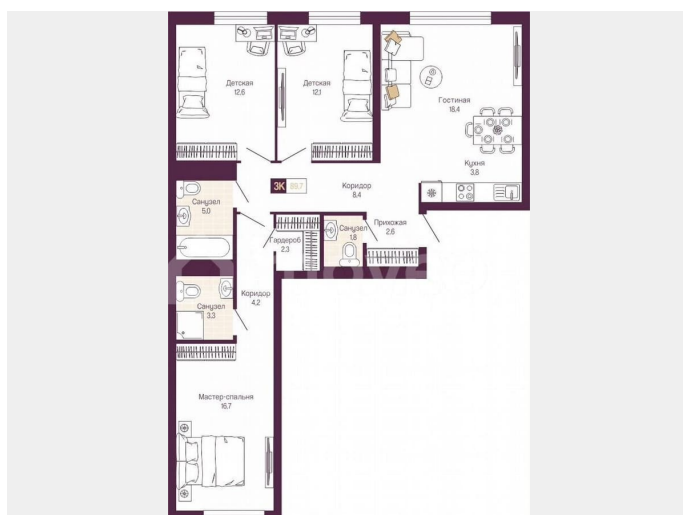 Детская
12,6
Детская
12,1
Гостиная
18,4
Кухня
3,8
3К 89,7
Коридор
8,4
Санузел
5,0
Прихожая
2,6
Санузел
1,8
Гардероб
2,3
Коридор
4,2
Санузел
3,3
Мастер-спальня
16,7